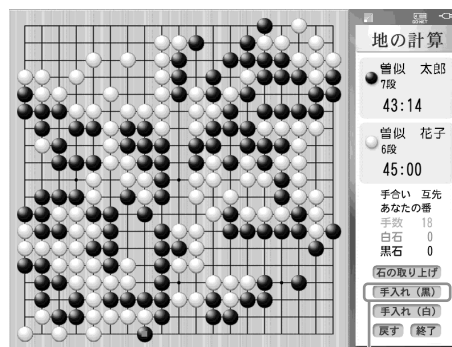 地の計算
曽似 太郎
7段
43:14
曽似 花子
6段
45:00
手合い 互先
あなたの番
手数 18
白石 0
黒石 0
石の取り上げ
手入れ（黒）
手入れ（白）
戻す 終了